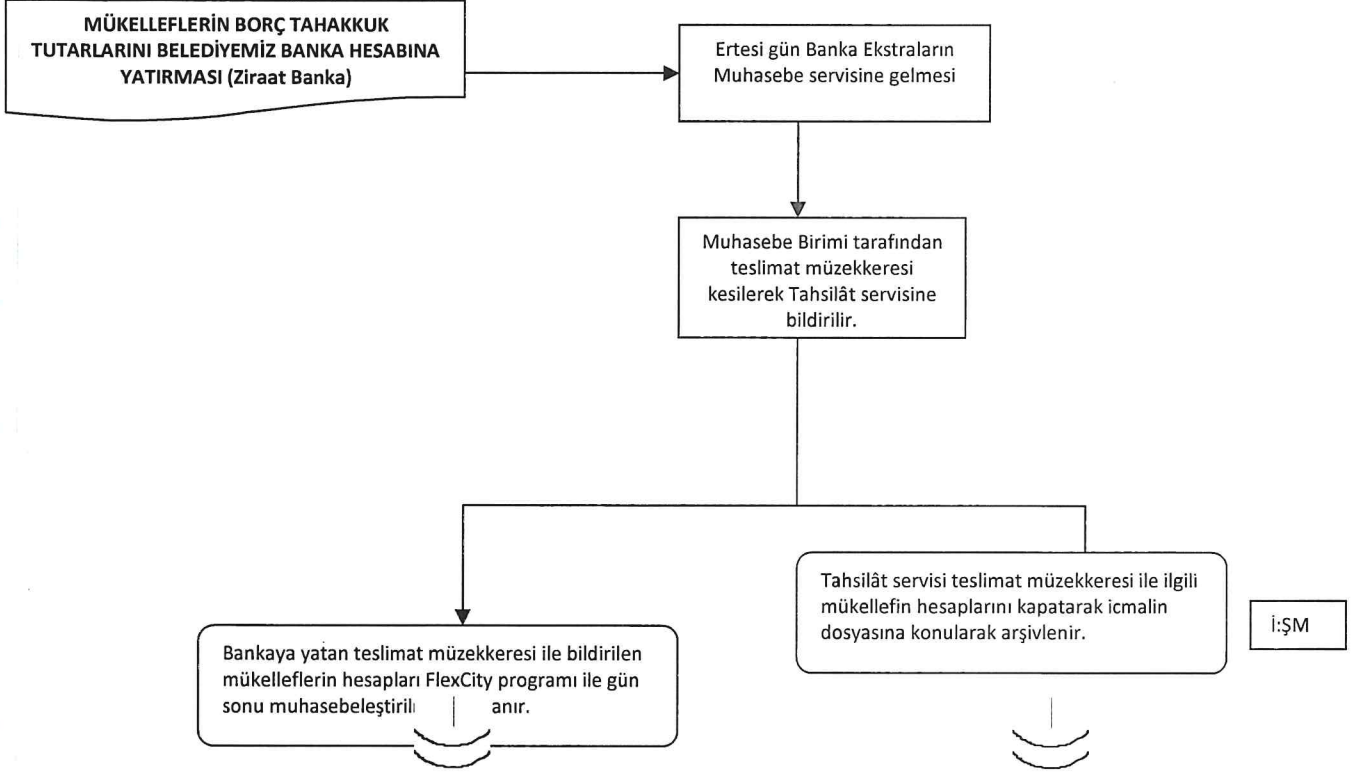 MÜKELLEFLERİN BORÇ TAHAKKUK
TUTARLARINI BELEDİYEMİZ BANKA HESABINA
YATIRMASI (Ziraat Banka)
Ertesi gün Banka Ekstraların
Muhasebe servisine gelmesi
Muhasebe Birimi tarafından
teslimat müzekkeresi
kesilerek Tahsilât servisine
bildirilir.
Tahsilât servisi teslimat müzekkeresi ile ilgili
mükellefin hesaplarını kapatarak icmalin
dosyasına konularak arşivlenir.
İ:ŞM
Bankaya yatan teslimat müzekkeresi ile bildirilen
mükelleflerin hesapları FlexCity programı ile gün
sonu muhasebeleştiril anır.